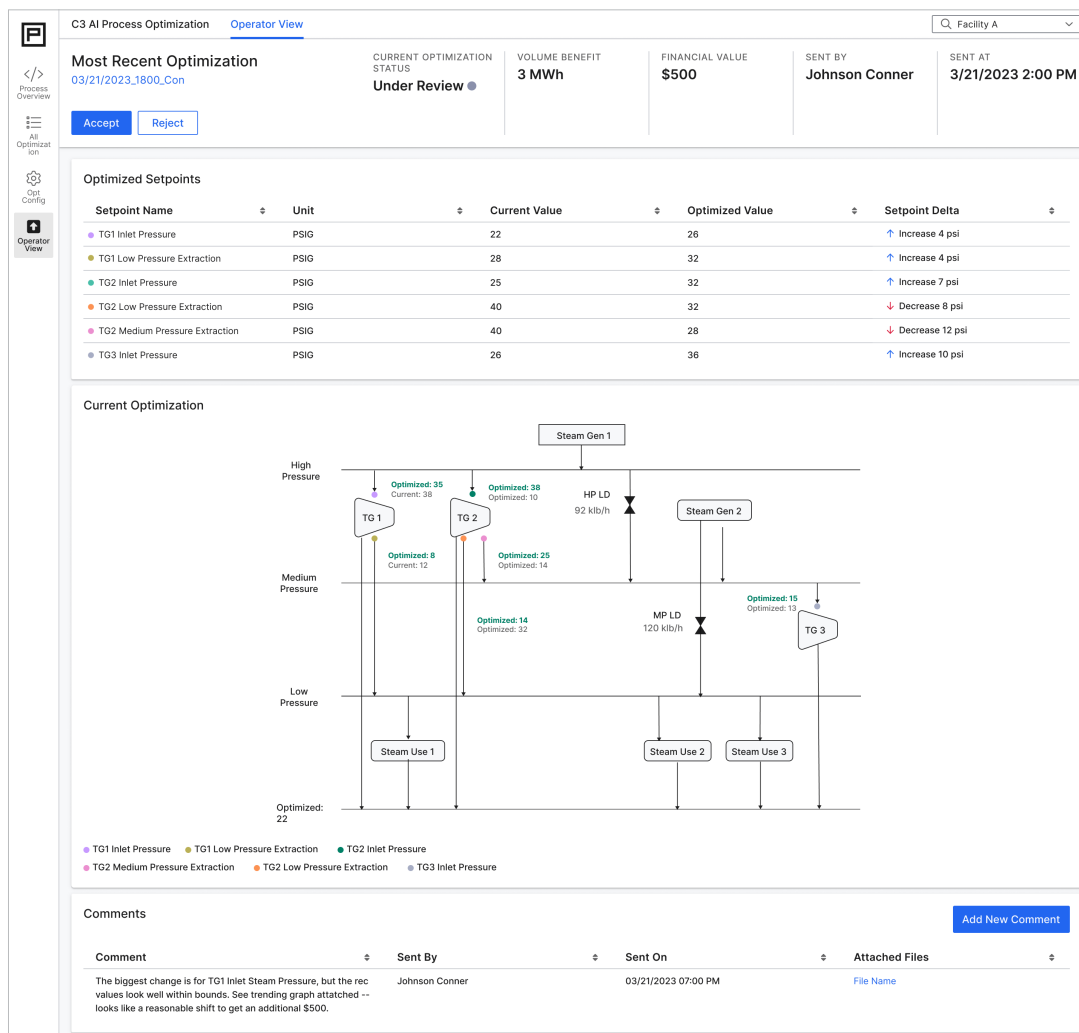 C3 AI Process Optimization
Operator View
Facility A
Process
Overview
All
Optimizat
ion
Opt
Config
Operator
View
Most Recent Optimization
03/21/2023_1800_Con
Accept
Reject
CURRENT OPTIMIZATION
STATUS
Under Review
VOLUME BENEFIT
3 MWh
FINANCIAL VALUE
$500
SENT BY
Johnson Conner
SENT AT
3/21/2023 2:00 PM
Optimized Setpoints
Setpoint Name Unit Current Value Optimized Value Setpoint Delta
TG1 Inlet Pressure PSIG 22 26 Increase 4 psi
TG1 Low Pressure Extraction PSIG 28 32 Increase 4 psi
TG2 Inlet Pressure PSIG 25 32 Increase 7 psi
TG2 Low Pressure Extraction PSIG 40 32 Decrease 8 psi
TG2 Medium Pressure Extraction PSIG 40 28 Decrease 12 psi
TG3 Inlet Pressure PSIG 26 36 Increase 10 psi
Current Optimization
Steam Gen 1
High
Pressure
Optimized: 35
Current: 38
Optimized: 38
Optimized: 10
HP LD
92 klb/h
TG 1
TG 2
Steam Gen 2
Optimized: 8
Current: 12
Optimized: 25
Optimized: 14
Medium
Pressure
Optimized: 15
Optimized: 13
Optimized: 14
Optimized: 32
MP LD
120 klb/h
TG 3
Low
Pressure
Steam Use 1
Steam Use 2
Steam Use 3
Optimized:
22
TG1 Inlet Pressure TG1 Low Pressure Extraction TG2 Inlet Pressure
TG2 Medium Pressure Extraction TG2 Low Pressure Extraction TG3 Inlet Pressure
Comments
Add New Comment
Comment Sent By Sent On Attached Files
The biggest change is for TG1 Inlet Steam Pressure, but the rec
values look well within bounds. See trending graph attatched --
looks like a reasonable shift to get an additional $500.
Johnson Conner
03/21/2023 07:00 PM
File Name